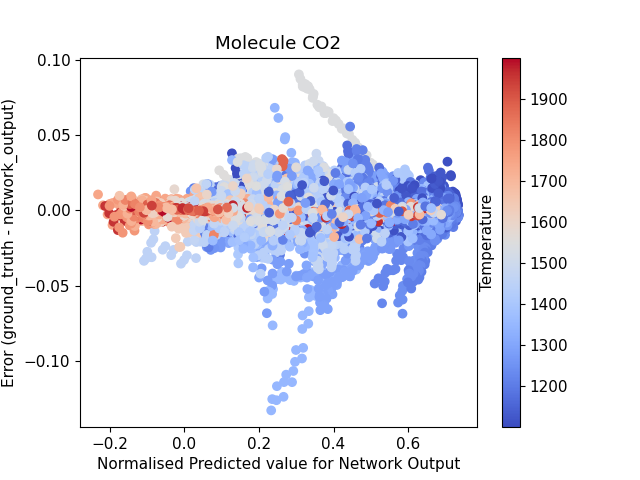 Molecule CO2
Error (ground_truth - network_output)
0.10
0.05
0.00
−0.05
−0.10
−0.2 0.0 0.2 0.4 0.6
Normalised Predicted value for Network Output
Temperature
1900
1800
1700
1600
1500
1400
1300
1200